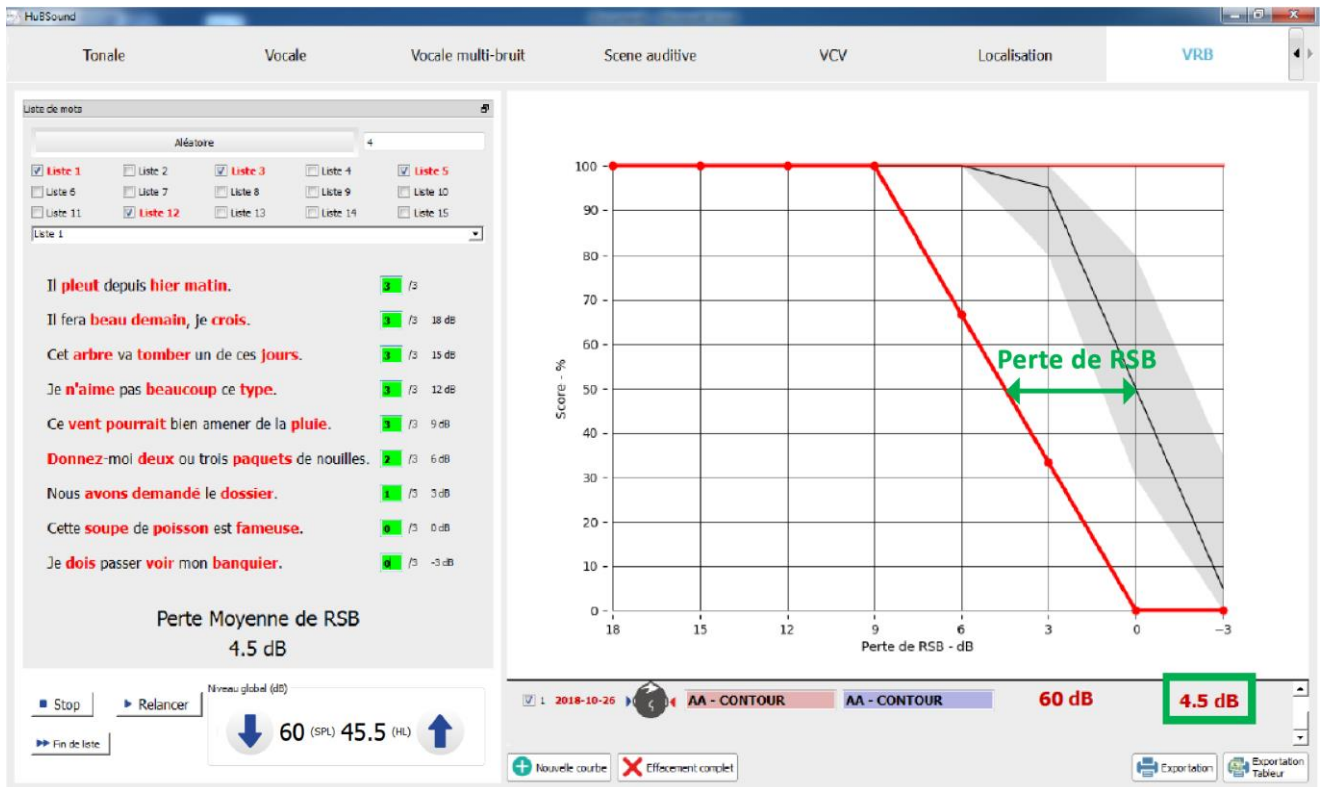 HuBSound
Tonale Vocale Vocale multi-bruit Scene auditive VCV Localisation VRB
Liste de mots
Aléatoire 4
Liste 1 Liste 2 Liste 3 Liste 4 Liste 5
Liste 6 Liste 7 Liste 8 Liste 9 Liste 10
Liste 11 Liste 12 Liste 13 Liste 14 Liste 15
Liste 1
Il pleut depuis hier matin. 3 /3
Il fera beau demain, je crois. 3 /3 18 dB
Cet arbre va tomber un de ces jours. 3 /3 15 dB
Je n'aime pas beaucoup ce type. 3 /3 12 dB
Ce vent pourrait bien amener de la pluie. 3 /3 9 dB
Donnez-moi deux ou trois paquets de nouilles. 2 /3 6 dB
Nous avons demandé le dossier. 1 /3 3 dB
Cette soupe de poisson est fameuse. 0 /3 0 dB
Je dois passer voir mon banquier. 0 /3 -3 dB
Perte Moyenne de RSB
4.5 dB
Stop Relancer
Fin de liste
Niveau global (dB)
60 (SPL) 45.5 (HL)
100
90
80
70
60
50
40
30
20
10
0
Score - %
Perte de RSB
18 15 12 9 6 3 0 −3
Perte de RSB - dB
1 2018-10-26 AA - CONTOUR AA - CONTOUR 60 dB 4.5 dB
Nouvelle courbe Effacement complet Exportation Exportation
Tableur